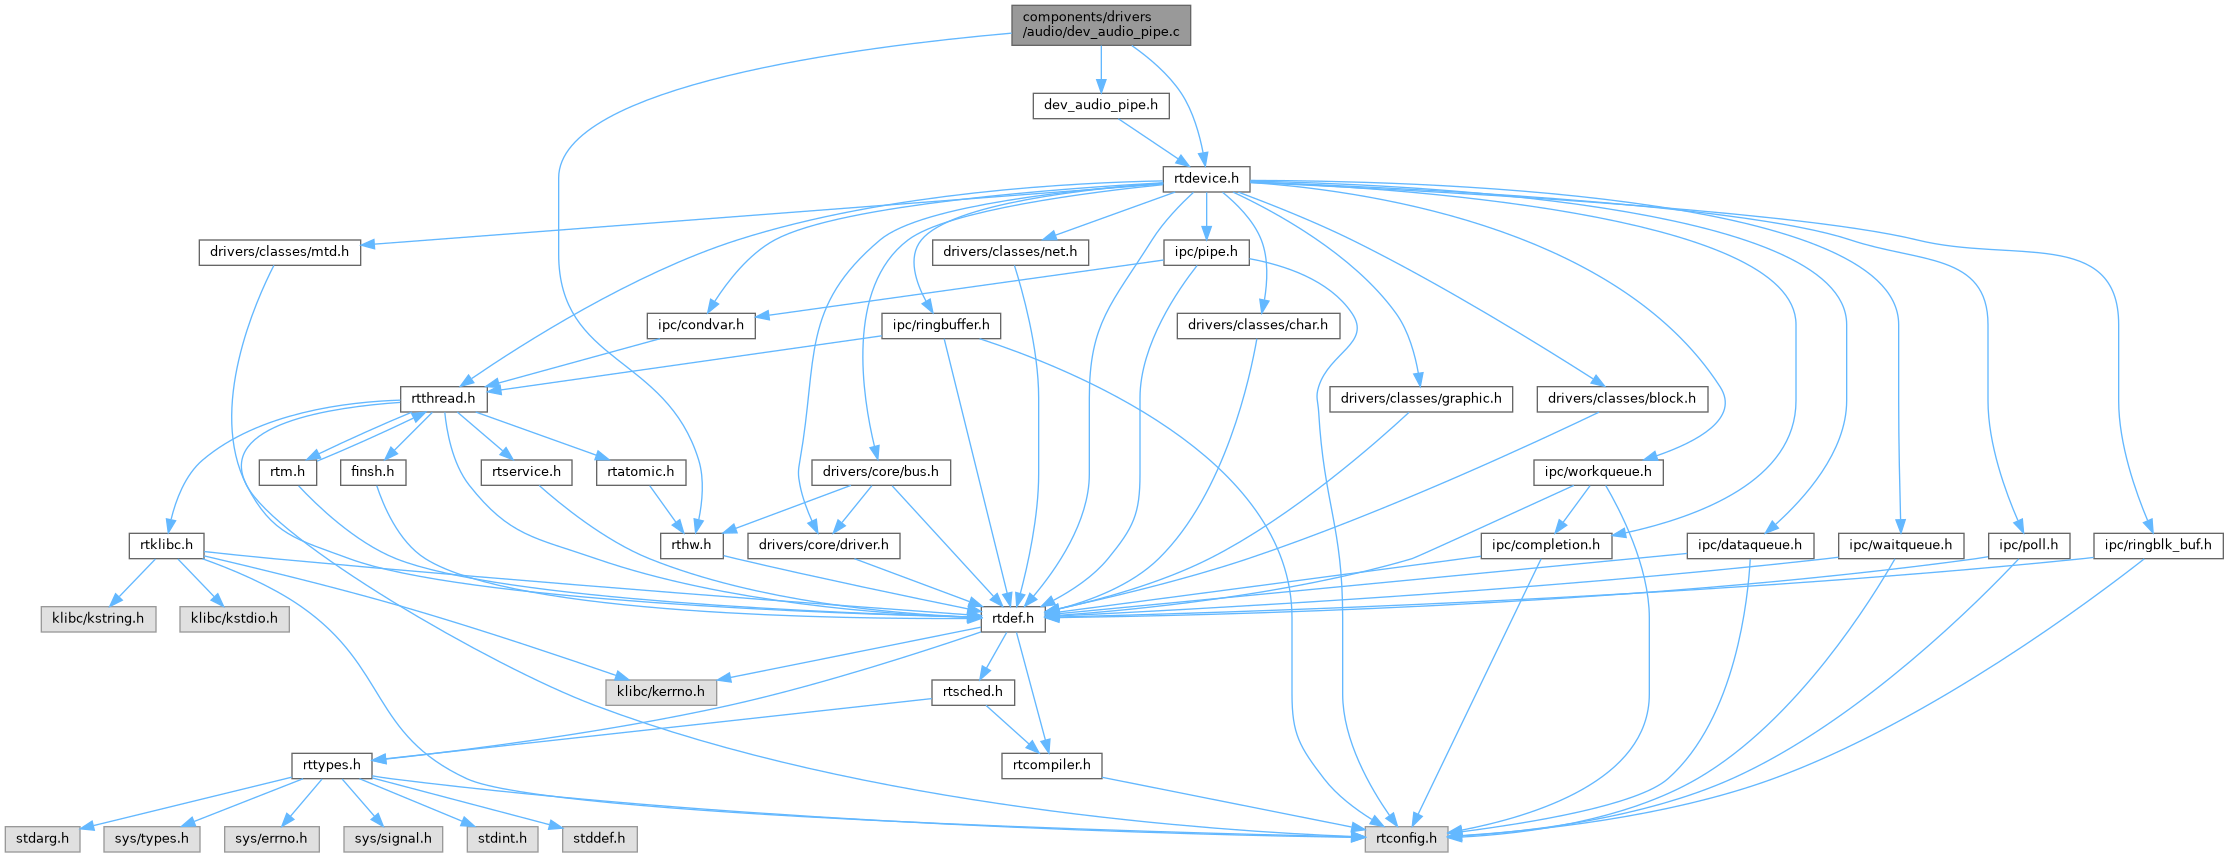 components/drivers
/audio/dev_audio_pipe.c
dev_audio_pipe.h
rtdevice.h
drivers/classes/mtd.h
drivers/classes/net.h
ipc/pipe.h
ipc/condvar.h
ipc/ringbuffer.h
drivers/classes/char.h
rtthread.h
drivers/classes/graphic.h
drivers/classes/block.h
rtm.h
finsh.h
rtservice.h
rtatomic.h
drivers/core/bus.h
ipc/workqueue.h
rtklibc.h
rthw.h
drivers/core/driver.h
ipc/completion.h
ipc/dataqueue.h
ipc/waitqueue.h
ipc/poll.h
ipc/ringblk_buf.h
klibc/kstring.h
klibc/kstdio.h
rtdef.h
klibc/kerrno.h
rtsched.h
rttypes.h
rtcompiler.h
stdarg.h
sys/types.h
sys/errno.h
sys/signal.h
stdint.h
stddef.h
rtconfig.h